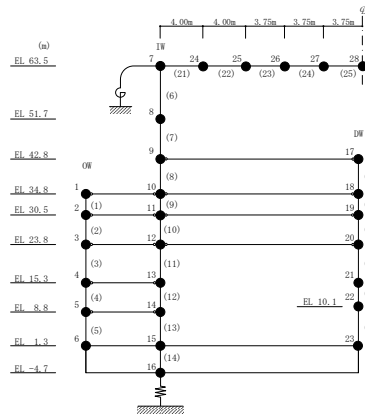 ℄
4.00m 4.00m 3.75m 3.75m 3.75m
(m) IW
EL 63.5 7 24 25 26 27 28
(21) (22) (23) (24) (25)
(6)
EL 51.7 8
(7)
DW
EL 42.8 9 17
OW (8)
EL 34.8 1 10 18
(1) (9)
EL 30.5 2 11 19
(2) (10)
EL 23.8 3 12 20
(3) (11)
EL 15.3 4 13 21
(4) (12) EL 10.1 22
EL 8.8 5 14
(5) (13)
EL 1.3 6 15 23
(14)
EL -4.7 16